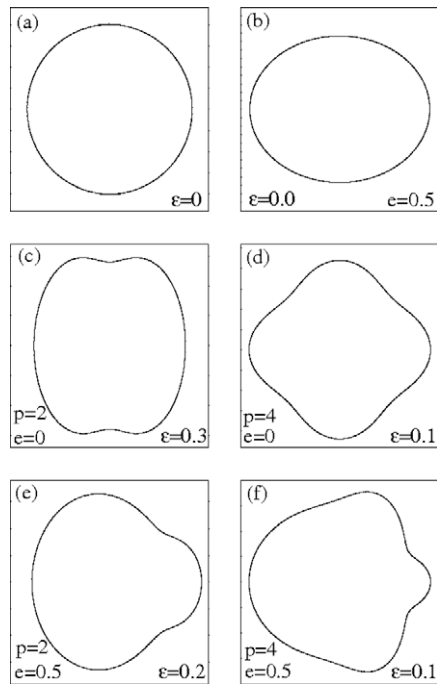 (a)
ε=0
(b)
ε=0.0 e=0.5
(c)
p=2
e=0 ε=0.3
(d)
p=4
e=0 ε=0.1
(e)
p=2
e=0.5 ε=0.2
(f)
p=4
e=0.5 ε=0.1